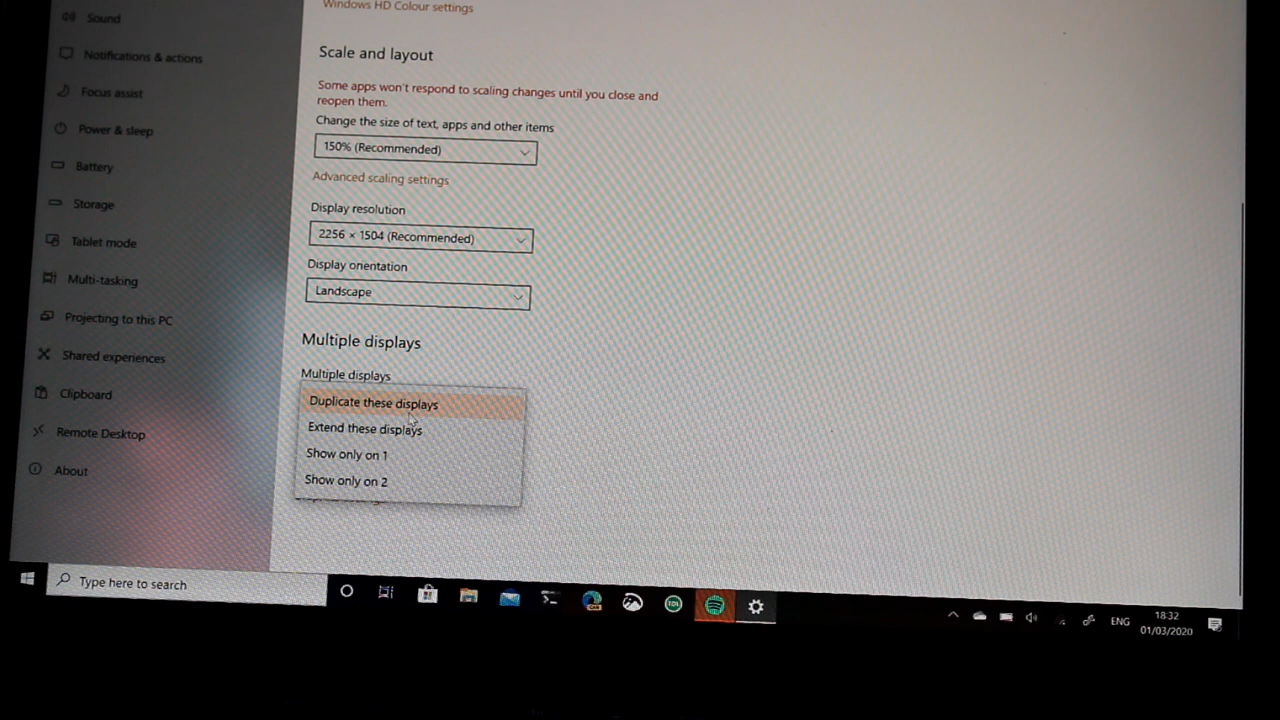 Windows HD Colour settings
Sound
Scale and layout
Notifications & actions
Some apps won't respond to scaling changes until you close and
reopen them.
Focus assist
Change the size of text, apps and other items
Power & sleep
150% (Recommended)
Battery
Advanced scaling settings
Storage
Display resolution
2256 × 1504 (Recommended)
Tablet mode
Display orientation
Multi-tasking
Landscape
Projecting to this PC
Multiple displays
Shared experiences
Multiple displays
Clipboard
Duplicate these displays
Extend these displays
Remote Desktop
Show only on 1
About
Show only on 2
Type here to search
ENG
18:32
01/03/2020